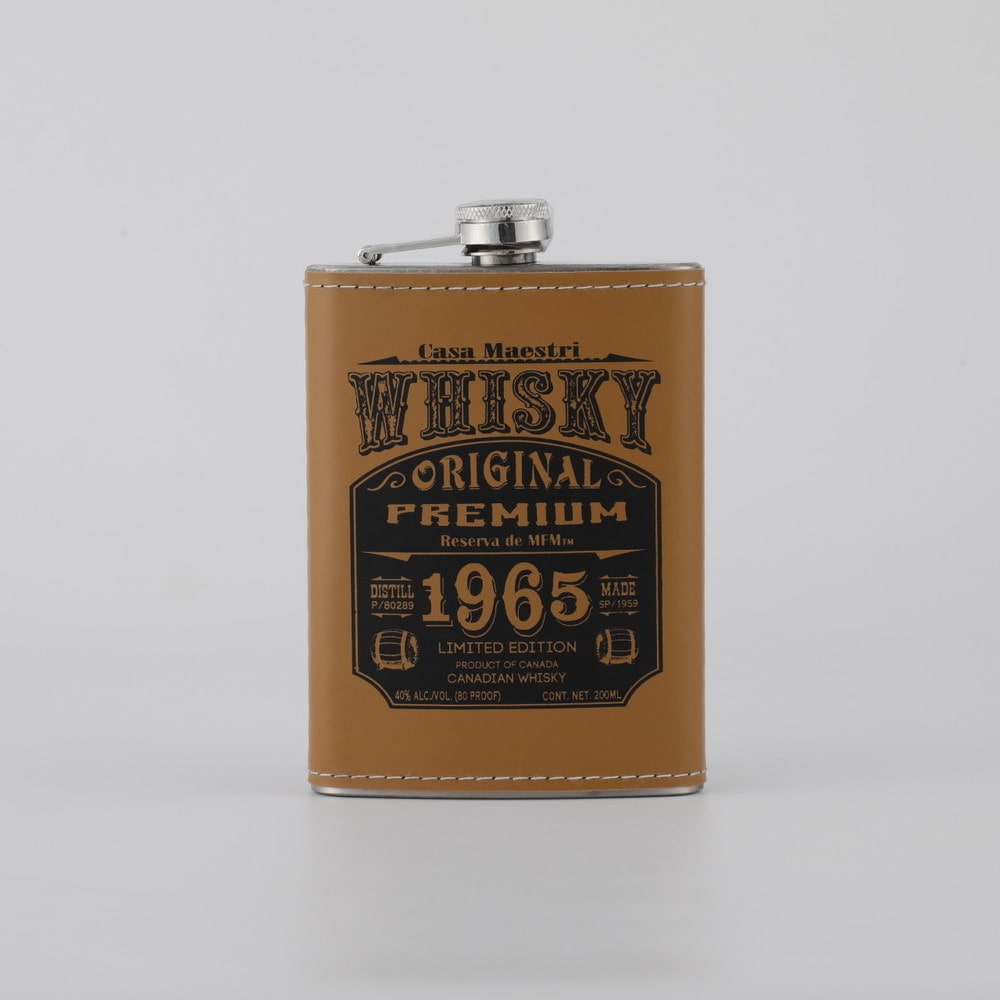 Casa Maestri
WHISKY
ORIGINAL
PREMIUM
Reserva de MFM™
DISTILL
P/80289
1965
MADE
SP/1959
LIMITED EDITION
PRODUCT OF CANADA
CANADIAN WHISKY
40% ALC./VOL. (80 PROOF) CONT. NET. 200ML